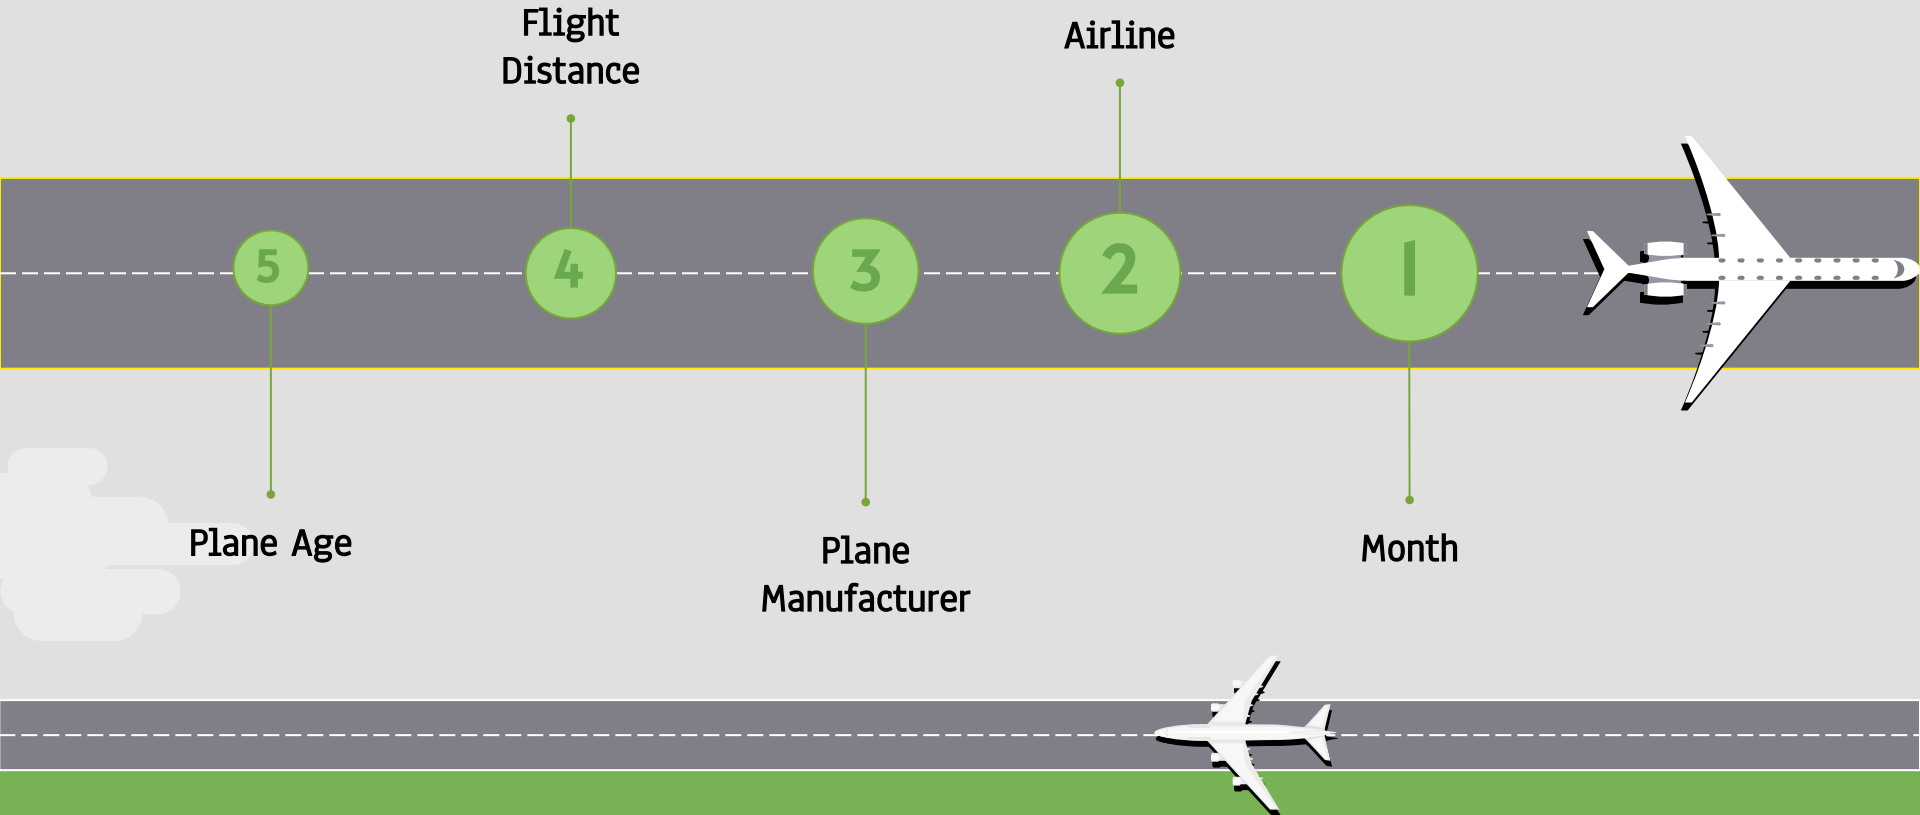 Flight
Distance
Airline
5
4
3
2
1
Plane Age
Plane
Manufacturer
Month